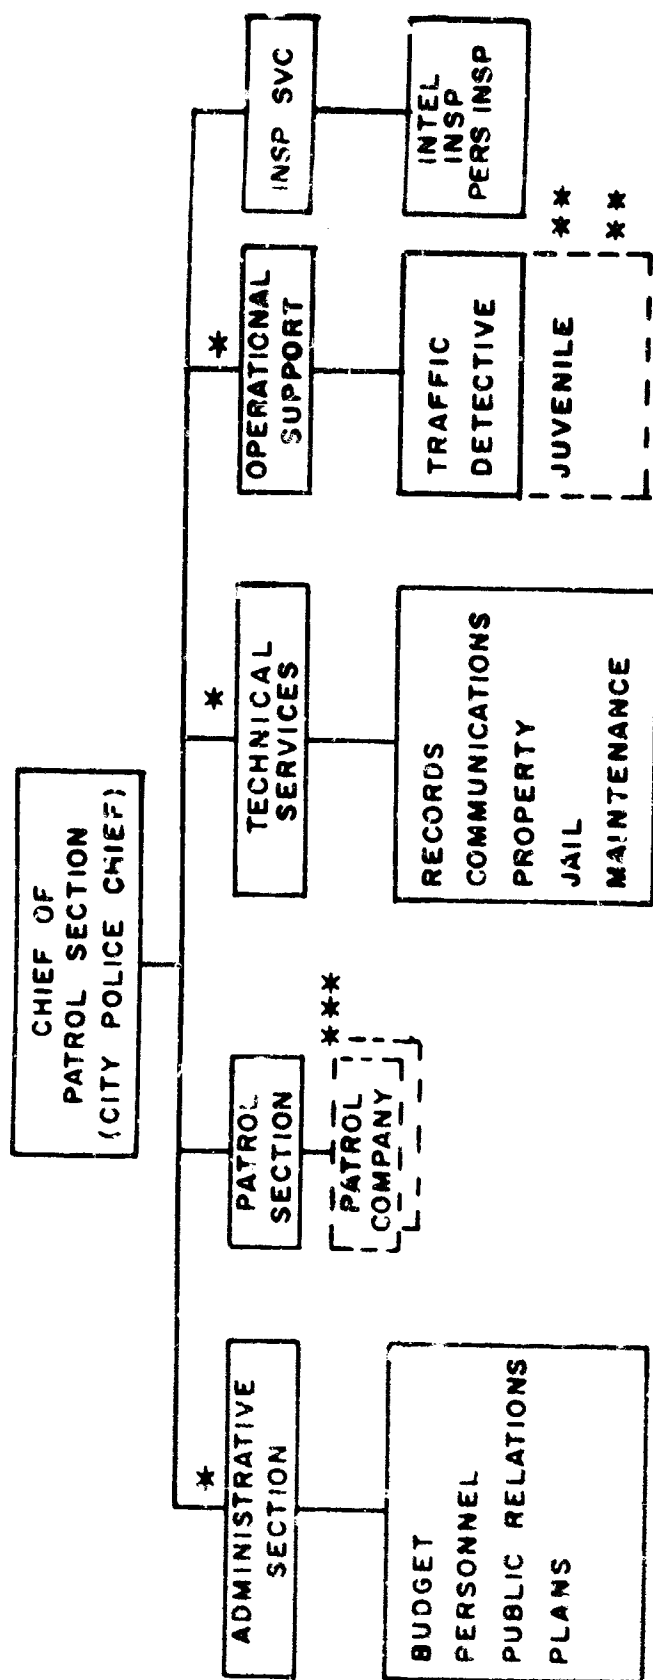 CHIEF OF
PATROL SECTION
(CITY POLICE CHIEF)
*
ADMINISTRATIVE
SECTION
BUDGET
PERSONNEL
PUBLIC RELATIONS
PLANS
PATROL
SECTION
***
PATROL
COMPANY
*
TECHNICAL
SERVICES
RECORDS
COMMUNICATIONS
PROPERTY
JAIL
MAINTENANCE
*
OPERATIONAL
SUPPORT
TRAFFIC
DETECTIVE
JUVENILE
**
**
INSP SVC
INTEL
INSP
PERS INSP